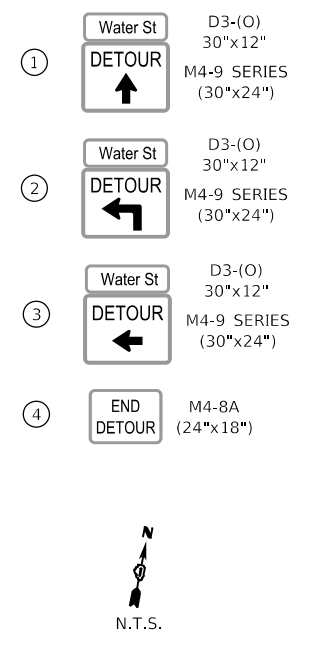 1
Water St
DETOUR
D3-(O)
30"x12"
M4-9 SERIES
(30"x24")
2
Water St
DETOUR
D3-(O)
30"x12"
M4-9 SERIES
(30"x24")
3
Water St
DETOUR
D3-(O)
30"x12"
M4-9 SERIES
(30"x24")
4
END
DETOUR
M4-8A
(24"x18")
N
N.T.S.